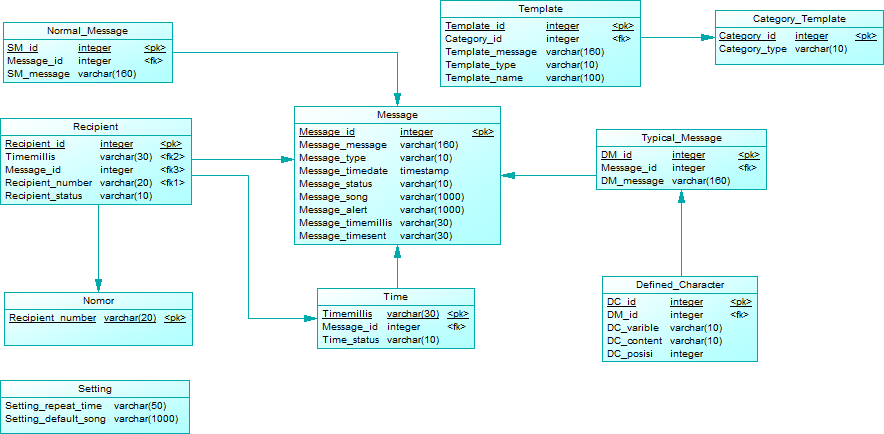 Normal_Message
SM_id integer <pk>
Message_id integer <fk>
SM_message varchar(160)
Template
Template_id integer <pk>
Category_id integer <fk>
Template_message varchar(160)
Template_type varchar(10)
Template_name varchar(100)
Category_Template
Category_id integer <pk>
Category_type varchar(10)
Recipient
Recipient_id integer <pk>
Timemillis varchar(30) <fk2>
Message_id integer <fk3>
Recipient_number varchar(20) <fk1>
Recipient_status varchar(10)
Message
Message_id integer <pk>
Message_message varchar(160)
Message_type varchar(10)
Message_timedate timestamp
Message_status varchar(10)
Message_song varchar(1000)
Message_alert varchar(1000)
Message_timemillis varchar(30)
Message_timesent varchar(30)
Typical_Message
DM_id integer <pk>
Message_id integer <fk>
DM_message varchar(160)
Nomor
Recipient_number varchar(20) <pk>
Time
Timemillis varchar(30) <pk>
Message_id integer <fk>
Time_status varchar(10)
Defined_Character
DC_id integer <pk>
DM_id integer <fk>
DC_varible varchar(10)
DC_content varchar(10)
DC_posisi integer
Setting
Setting_repeat_time varchar(50)
Setting_default_song varchar(1000)